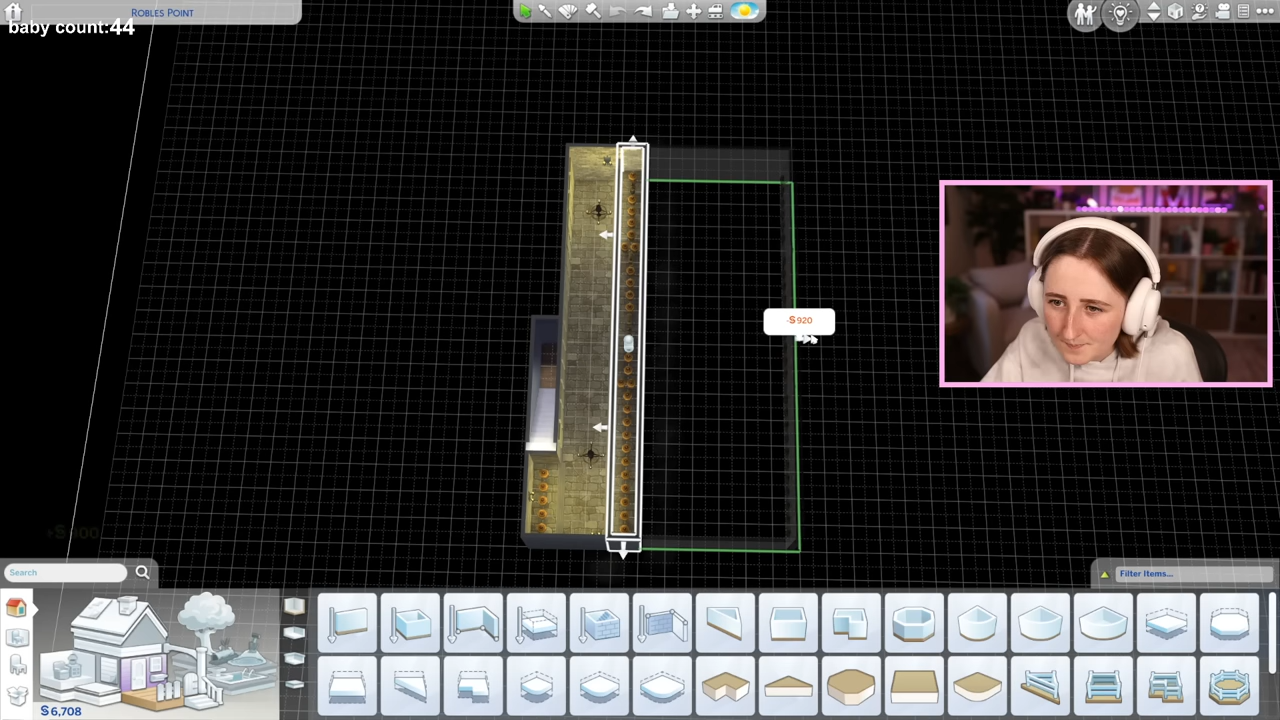 ROBLES POINT
baby count:44
-§920
Search
Filter Items...
§6,708